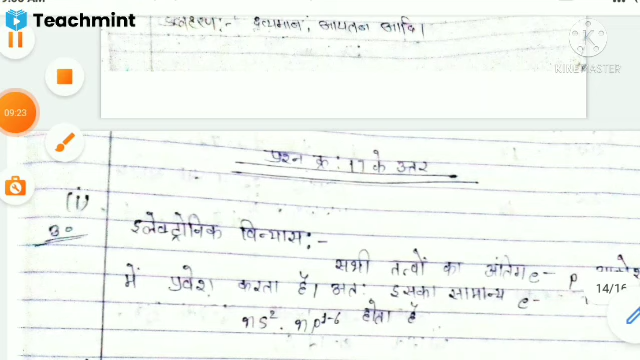 Teachmint
उदाहरण:- द्रव्यमान, आयतन आदि।
KINEMASTER
09:23
प्रश्न क्र: 17 के उत्तर
(i)
उ०
इलेक्ट्रोनिक विन्यास:-
सभी तत्वों का अंतिम e- p
में प्रवेश करता है। अत: इसका सामान्य e-
ns². np¹⁻⁶ होता है
14/16